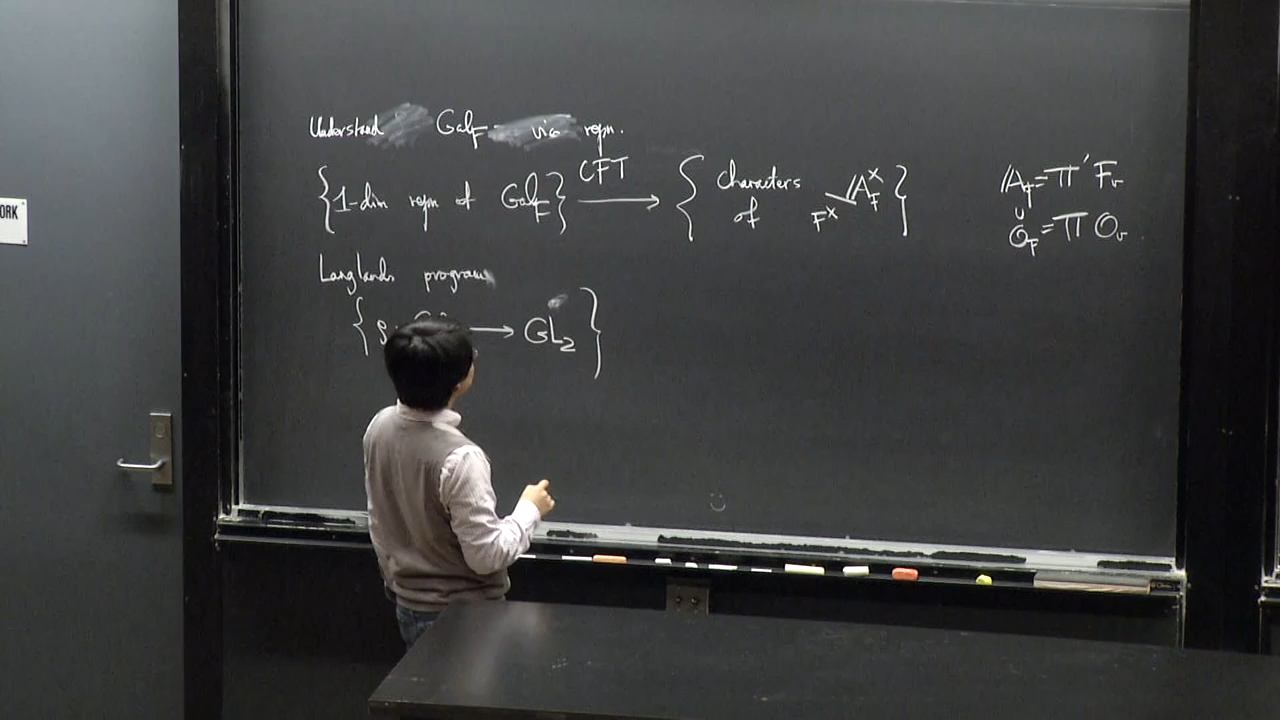 Understand Gal_F via repn.
{1-dim repn of Gal_F} CFT → {characters of F^×\A_F^×}
A_F = Π' F_v
∪
Ô_F = Π O_v
Langlands program
{ρ: → GL_2}
ORK